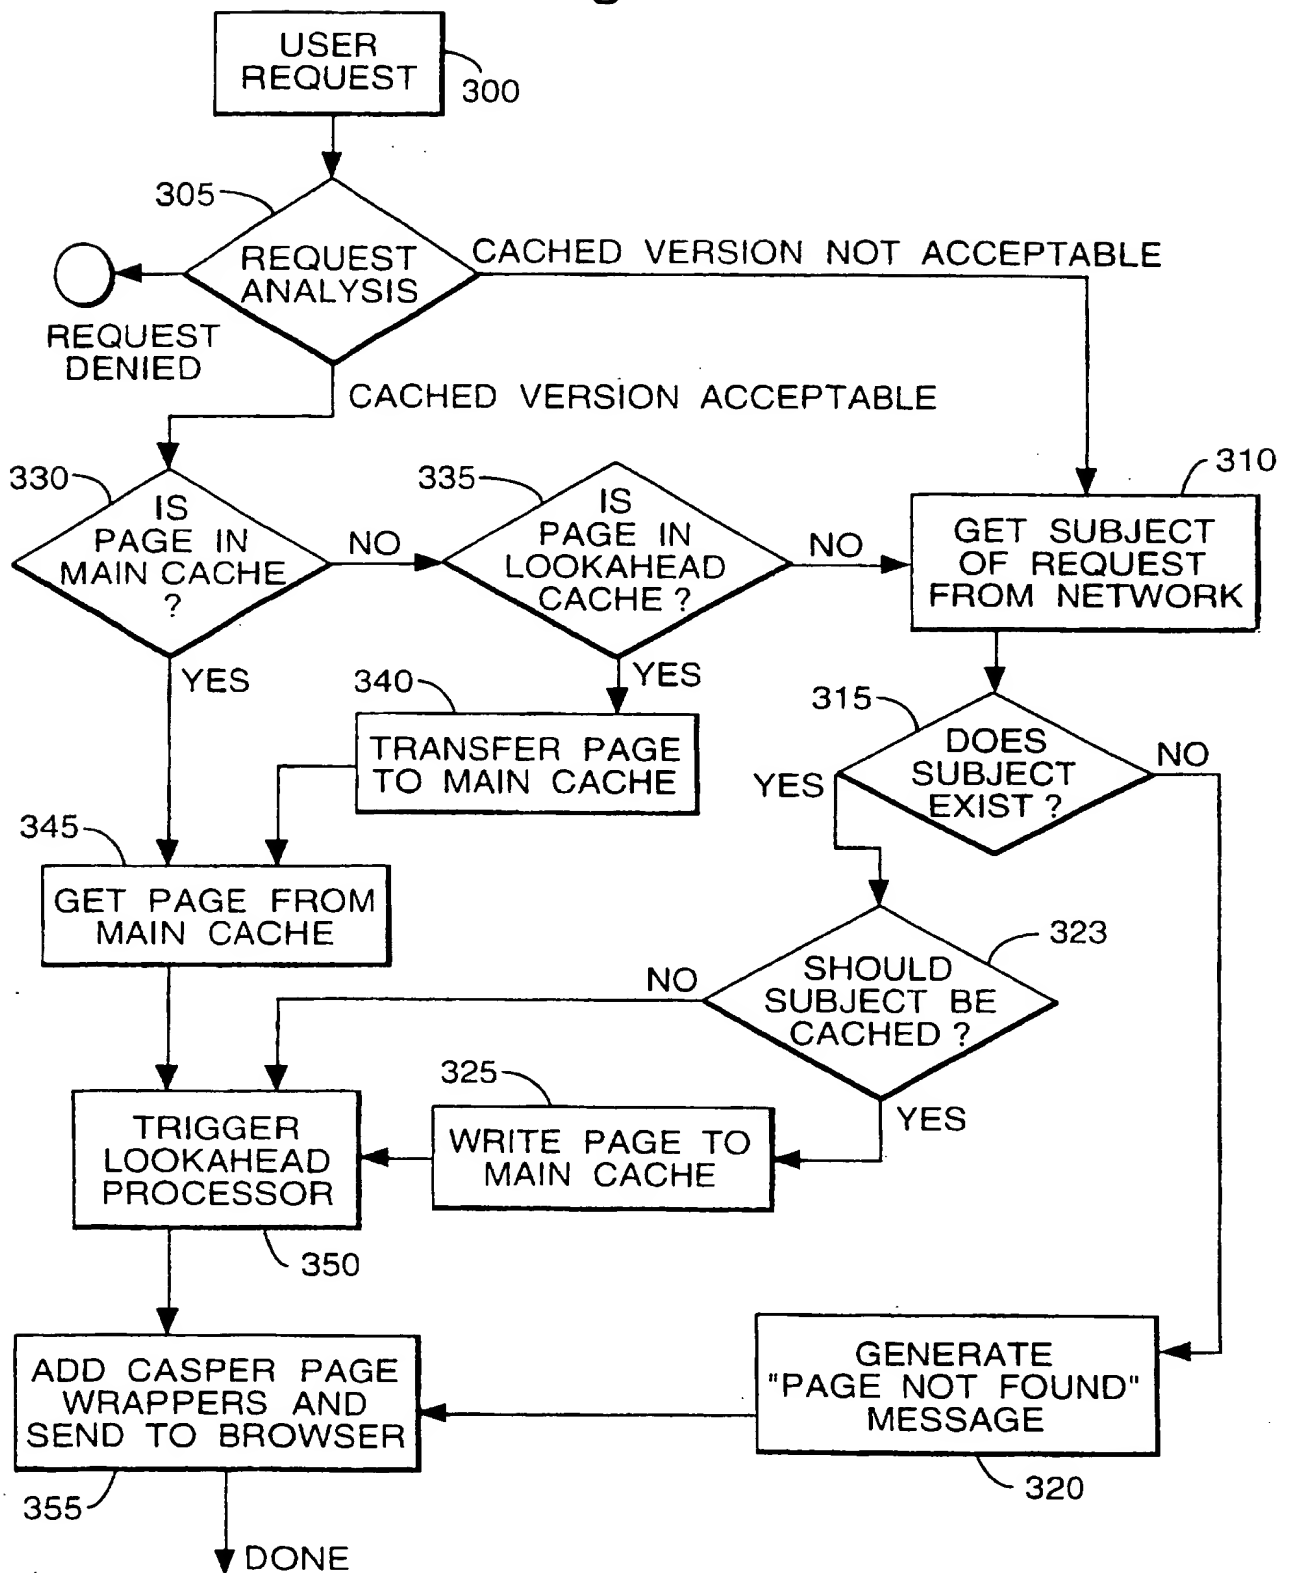 USER
REQUEST
300
305
REQUEST
ANALYSIS
CACHED VERSION NOT ACCEPTABLE
REQUEST
DENIED
CACHED VERSION ACCEPTABLE
330
IS
PAGE IN
MAIN CACHE
?
NO
335
IS
PAGE IN
LOOKAHEAD
CACHE ?
NO
310
GET SUBJECT
OF REQUEST
FROM NETWORK
YES
YES
340
TRANSFER PAGE
TO MAIN CACHE
315
DOES
SUBJECT
EXIST ?
YES
NO
345
GET PAGE FROM
MAIN CACHE
323
SHOULD
SUBJECT BE
CACHED ?
NO
YES
325
WRITE PAGE TO
MAIN CACHE
TRIGGER
LOOKAHEAD
PROCESSOR
350
ADD CASPER PAGE
WRAPPERS AND
SEND TO BROWSER
355
GENERATE
"PAGE NOT FOUND"
MESSAGE
320
DONE